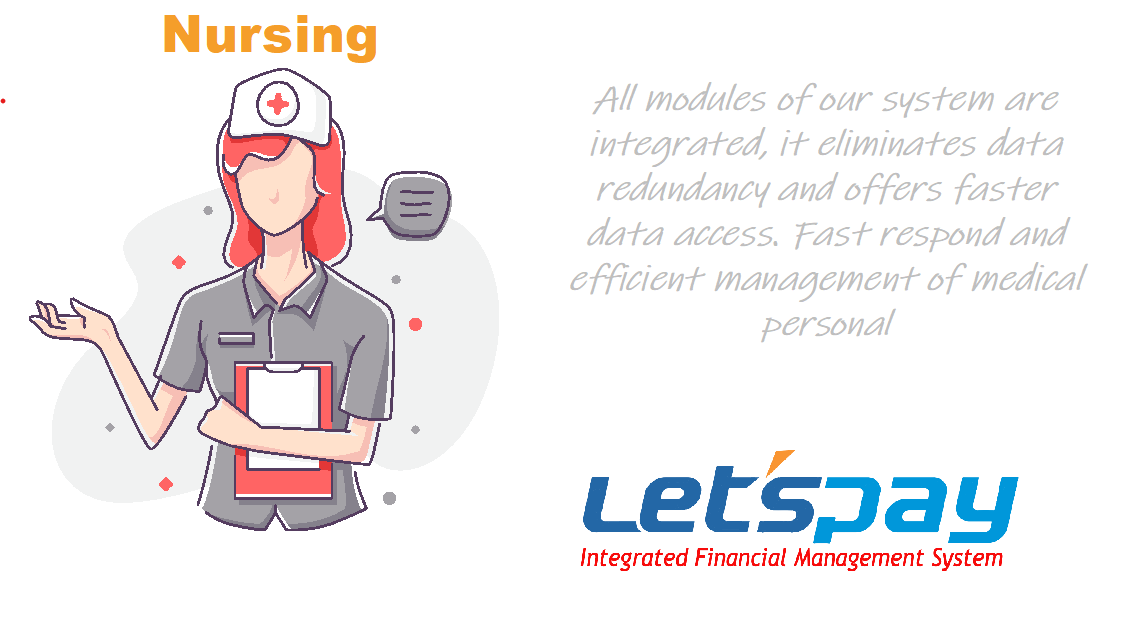 Nursing
All modules of our system are
integrated, it eliminates data
redundancy and offers faster
data access. Fast respond and
efficient management of medical
personal
Let'spay
Integrated Financial Management System